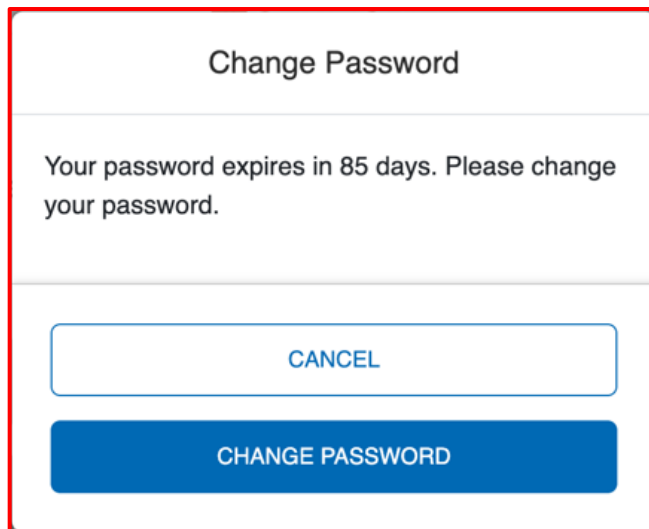 Change Password
Your password expires in 85 days. Please change
your password.
CANCEL
CHANGE PASSWORD